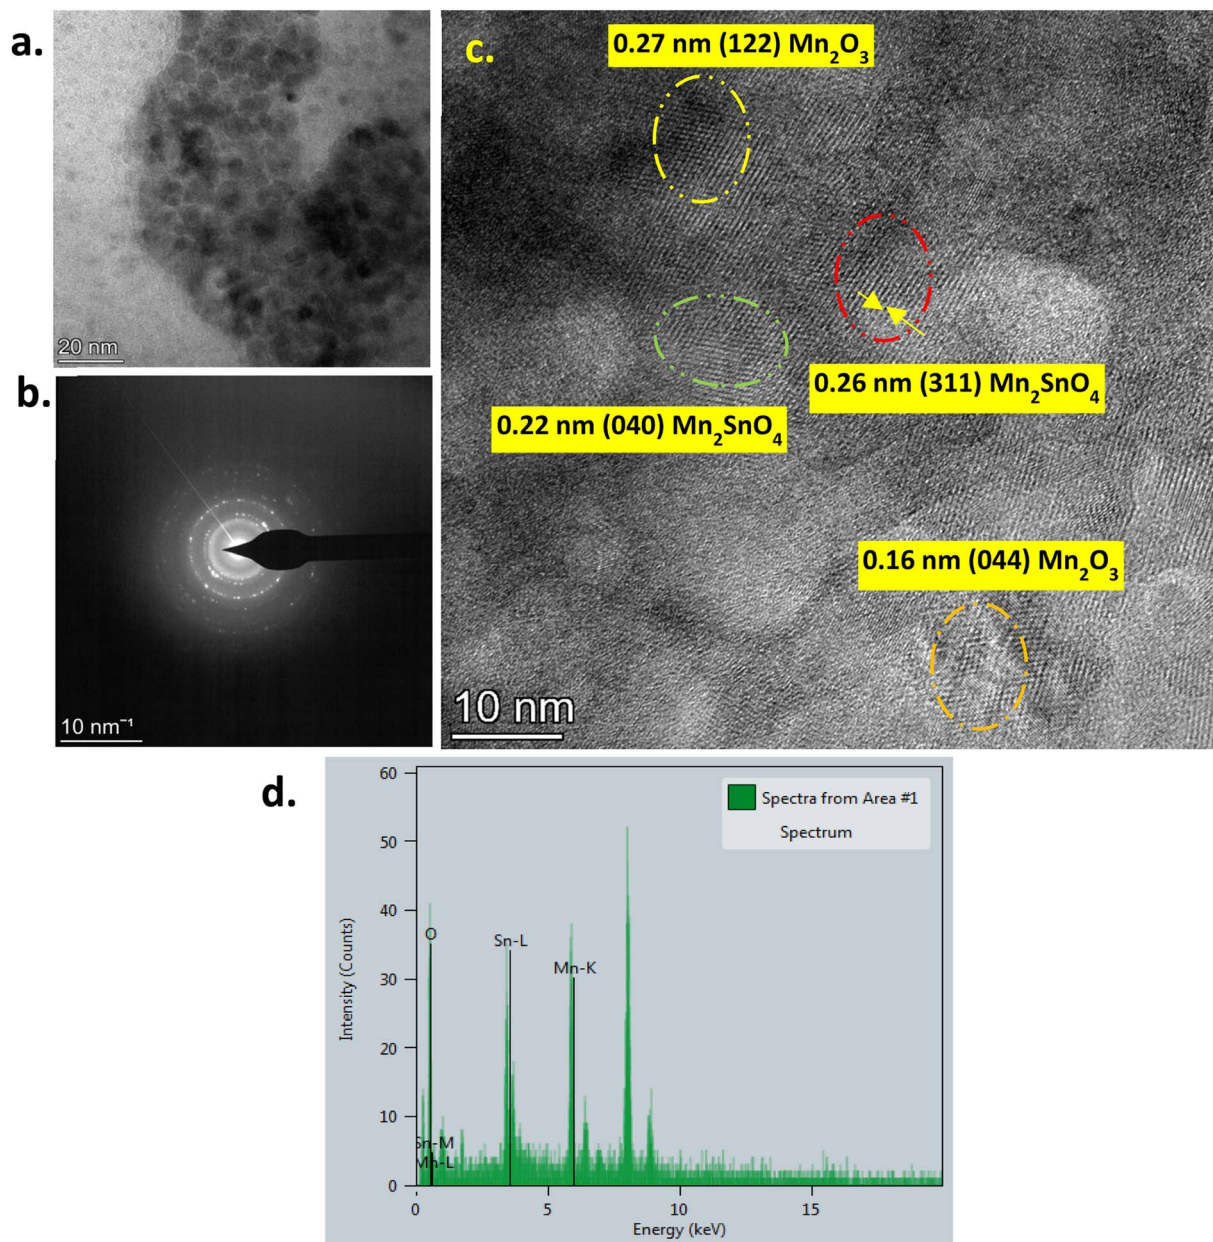 a.
20 nm
b.
10 nm⁻¹
c.
0.27 nm (122) Mn₂O₃
0.26 nm (311) Mn₂SnO₄
0.22 nm (040) Mn₂SnO₄
0.16 nm (044) Mn₂O₃
10 nm
d.
Spectra from Area #1
Spectrum
60
50
40
30
20
10
0
Intensity (Counts)
O
Sn-L
Mn-K
Sn-M
Mn-L
0
5
10
15
Energy (keV)